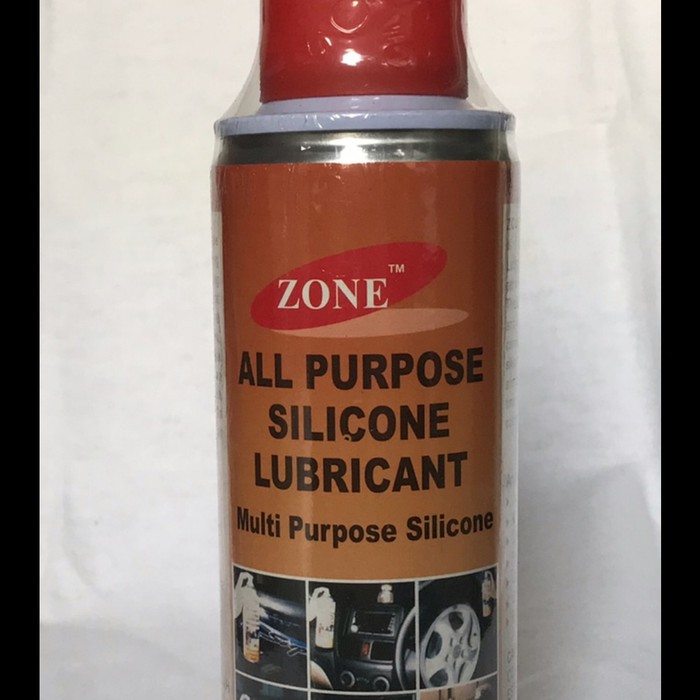 ZONE™
ALL PURPOSE
SILICONE
LUBRICANT
Multi Purpose Silicone